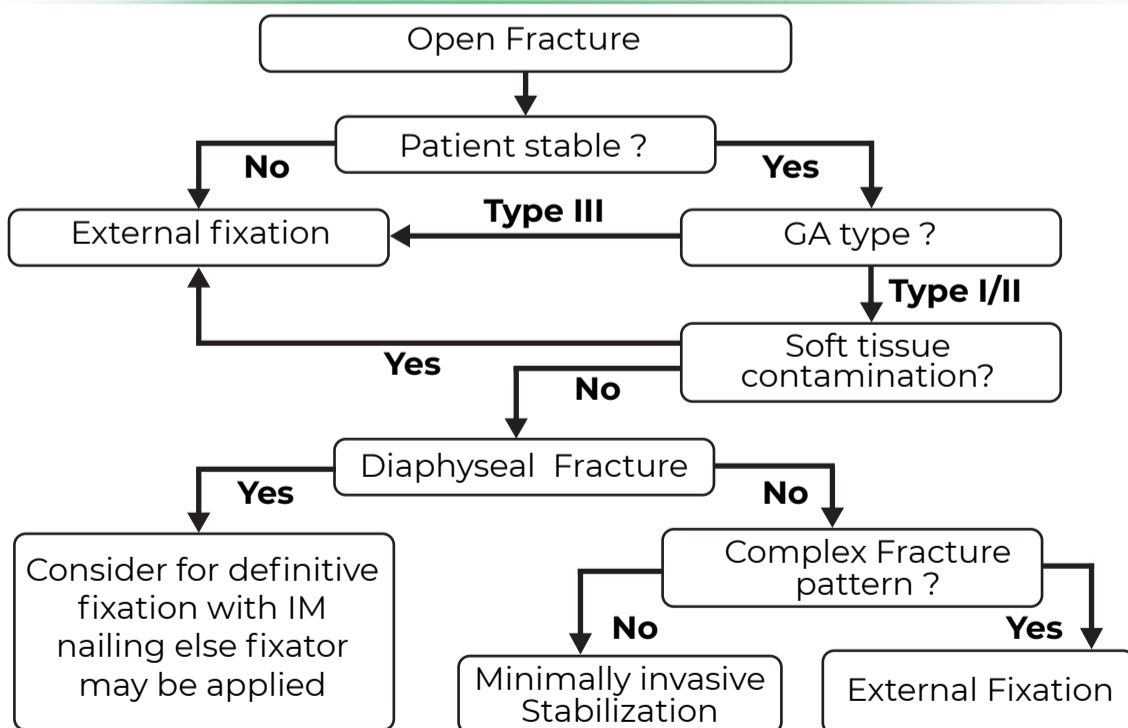 Open Fracture
Patient stable ?
No
Yes
External fixation
Type III
GA type ?
Type I/II
Soft tissue
contamination?
Yes
No
Diaphyseal Fracture
Yes
No
Consider for definitive
fixation with IM
nailing else fixator
may be applied
Complex Fracture
pattern ?
No
Yes
Minimally invasive
Stabilization
External Fixation